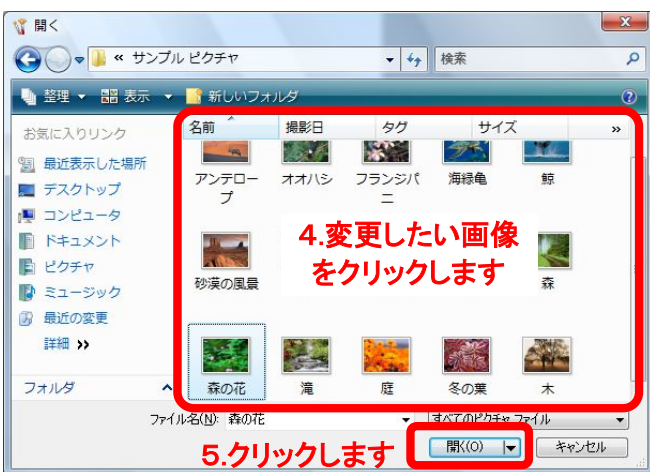 開く
« サンプル ピクチャ
検索
整理 表示 新しいフォルダ
お気に入りリンク
最近表示した場所
デスクトップ
コンピュータ
ドキュメント
ピクチャ
ミュージック
最近の変更
詳細 »
フォルダ
名前 撮影日 タグ サイズ »
アンテロー
プ
オオハシ
フランジパ
ニ
海緑亀
鯨
4.変更したい画像
をクリックします
砂漠の風景
森
森の花
滝
庭
冬の葉
木
ファイル名(N): 森の花
すべてのピクチャ ファイル
5.クリックします
開く(O)
キャンセル